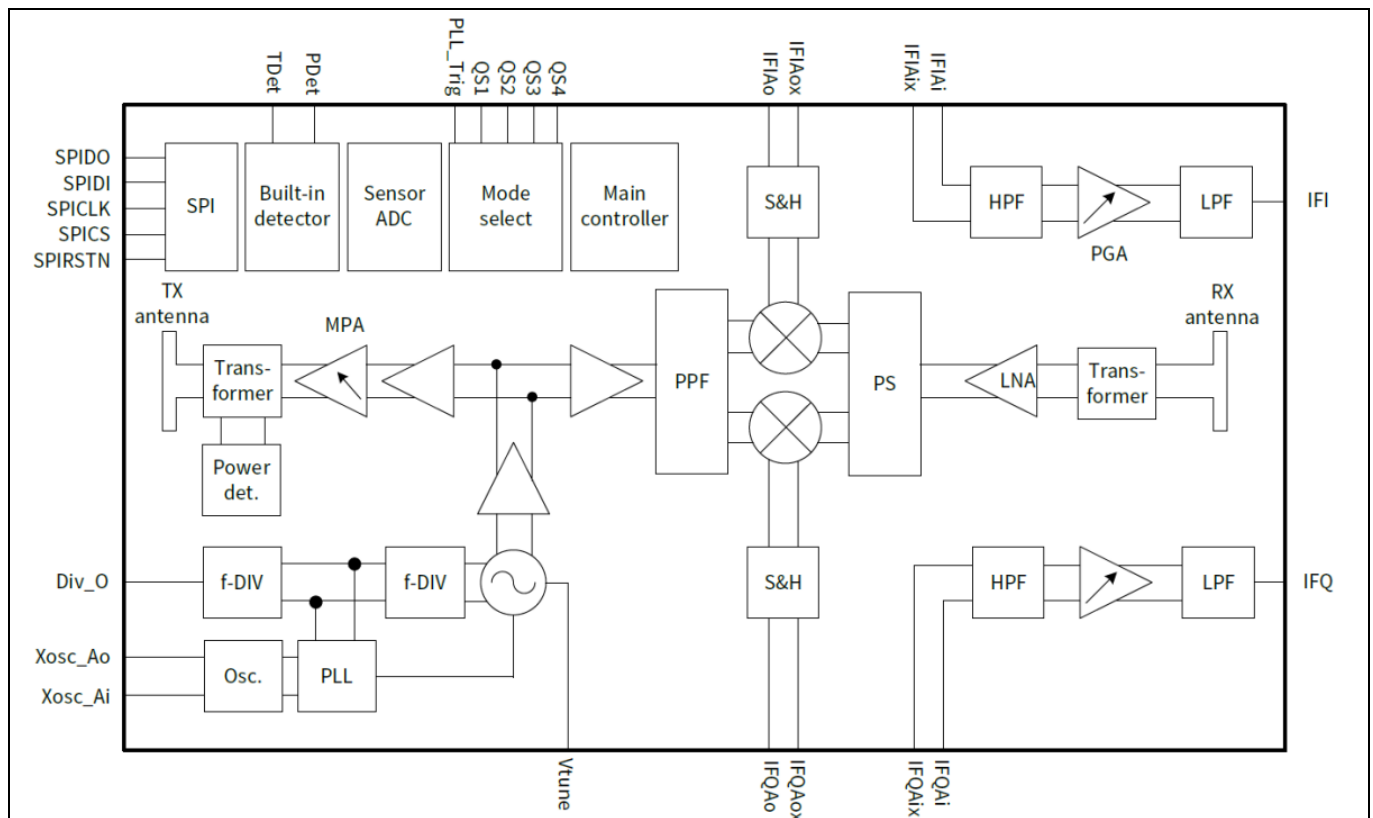 TDet
PDet
PLL_Trig
QS1
QS2
QS3
QS4
IFIAo
IFIAox
IFIAix
IFIAi
SPIDO
SPIDI
SPICLK
SPICS
SPIRSTN
SPI
Built-in
detector
Sensor
ADC
Mode
select
Main
controller
S&H
HPF
PGA
LPF
IFI
TX
antenna
MPA
Trans-
former
Power
det.
PPF
PS
LNA
Trans-
former
RX
antenna
Div_O
f-DIV
f-DIV
S&H
HPF
LPF
IFQ
Xosc_Ao
Xosc_Ai
Osc.
PLL
Vtune
IFQAo
IFQAox
IFQAix
IFQAi